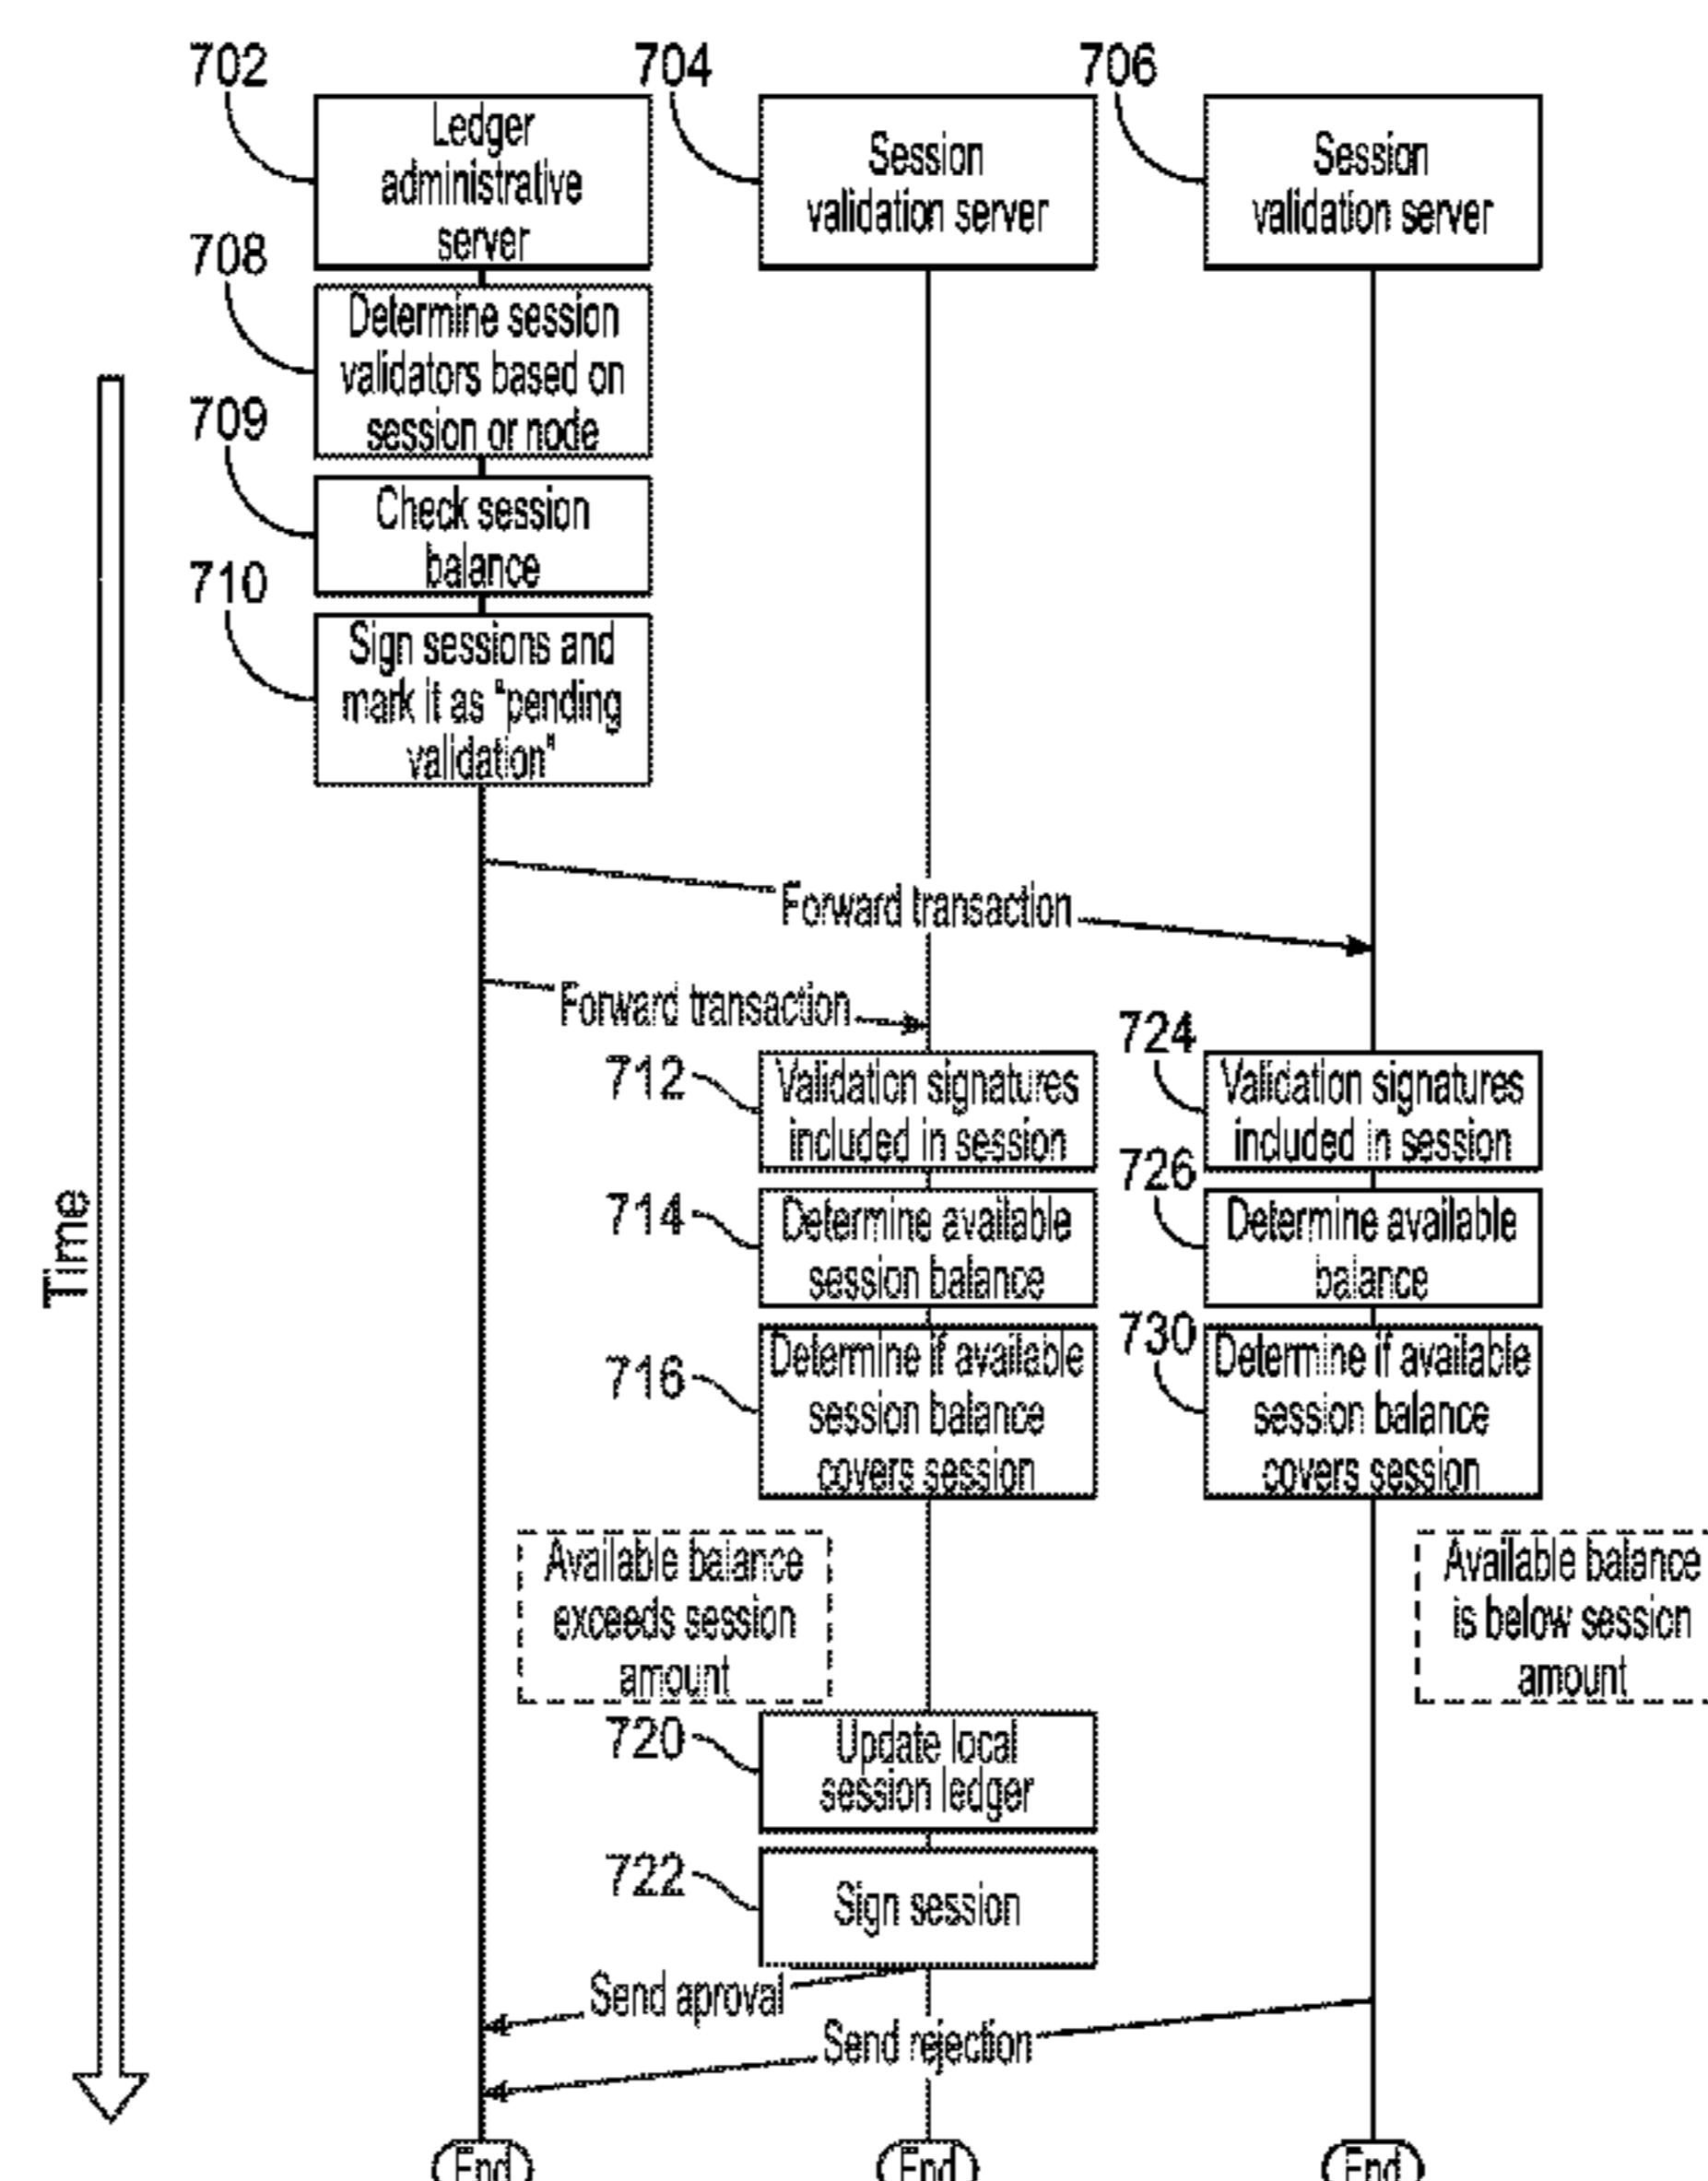 702
704
706
Ledger
administrative
server
Session
validation server
Session
validation server
708
Determine session
validators based on
session or node
709
Check session
balance
710
Sign sessions and
mark it as "pending
validation"
Forward transaction
Forward transaction
712
Validation signatures
included in session
724
Validation signatures
included in session
714
Determine available
session balance
726
Determine available
balance
716
Determine if available
session balance
covers session
730
Determine if available
session balance
covers session
Time
Available balance
exceeds session
amount
Available balance
is below session
amount
720
Update local
session ledger
722
Sign session
Send aproval
Send rejection
End
End
End